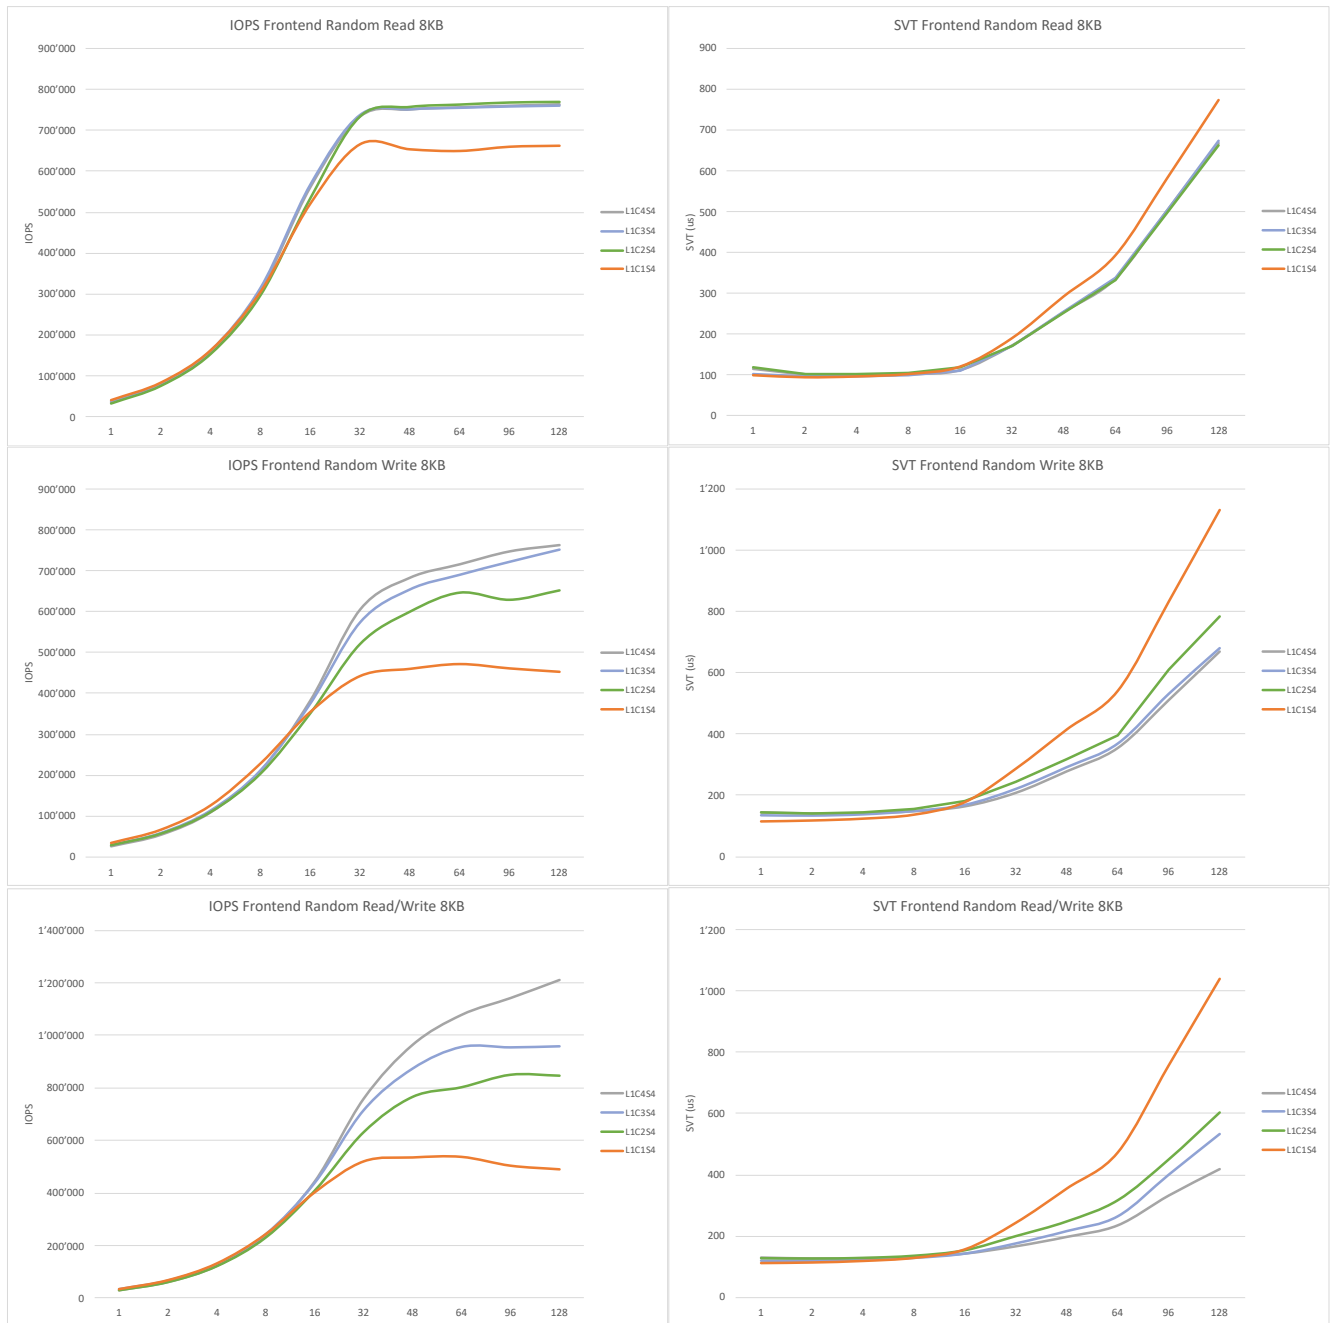 IOPS Frontend Random Read 8KB
900'000
800'000
700'000
600'000
500'000
400'000
300'000
200'000
100'000
0
IOPS
1 2 4 8 16 32 48 64 96 128
L1C4S4
L1C3S4
L1C2S4
L1C1S4
SVT Frontend Random Read 8KB
900
800
700
600
500
400
300
200
100
0
SVT (us)
1 2 4 8 16 32 48 64 96 128
L1C4S4
L1C3S4
L1C2S4
L1C1S4
IOPS Frontend Random Write 8KB
900'000
800'000
700'000
600'000
500'000
400'000
300'000
200'000
100'000
0
IOPS
1 2 4 8 16 32 48 64 96 128
L1C4S4
L1C3S4
L1C2S4
L1C1S4
SVT Frontend Random Write 8KB
1'200
1'000
800
600
400
200
0
SVT (us)
1 2 4 8 16 32 48 64 96 128
L1C4S4
L1C3S4
L1C2S4
L1C1S4
IOPS Frontend Random Read/Write 8KB
1'400'000
1'200'000
1'000'000
800'000
600'000
400'000
200'000
0
IOPS
1 2 4 8 16 32 48 64 96 128
L1C4S4
L1C3S4
L1C2S4
L1C1S4
SVT Frontend Random Read/Write 8KB
1'200
1'000
800
600
400
200
0
SVT (us)
1 2 4 8 16 32 48 64 96 128
L1C4S4
L1C3S4
L1C2S4
L1C1S4